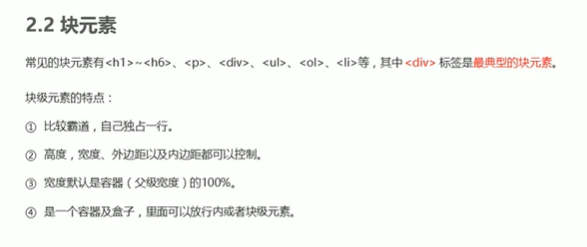 2.2 块元素
常见的块元素有<h1>~<h6>、<p>、<div>、<ul>、<ol>、<li>等，其中 <div> 标签是最典型的块元素。
块级元素的特点：
① 比较霸道，自己独占一行。
② 高度，宽度、外边距以及内边距都可以控制。
③ 宽度默认是容器（父级宽度）的100%。
④ 是一个容器及盒子，里面可以放行内或者块级元素。